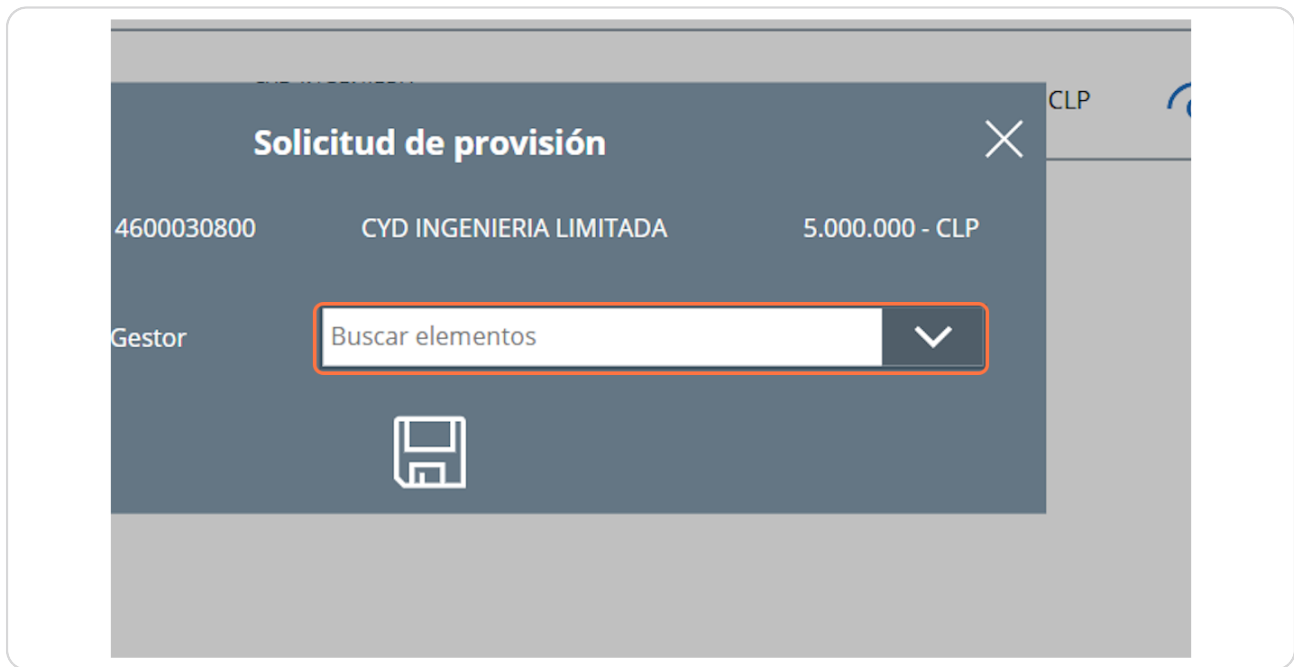 CLP
Solicitud de provisión
4600030800 CYD INGENIERIA LIMITADA 5.000.000 - CLP
Gestor Buscar elementos